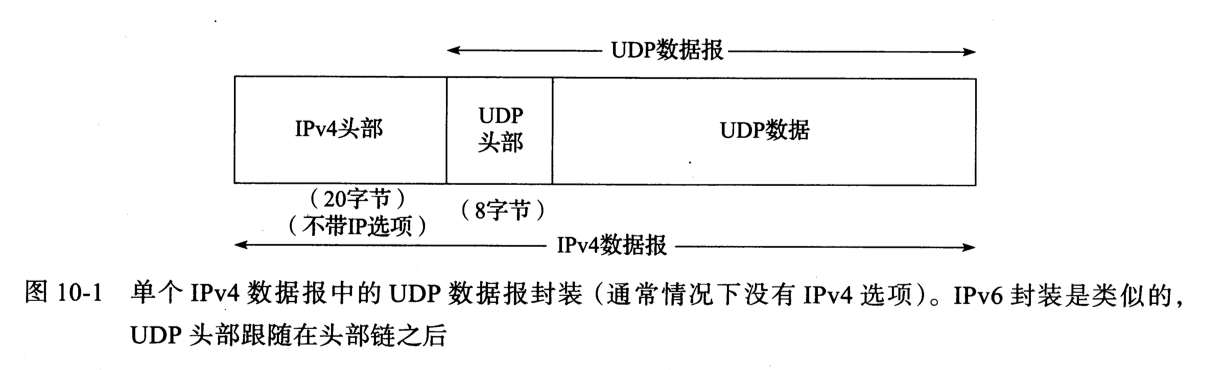 UDP数据报
IPv4头部
UDP
头部
UDP数据
（20字节）
（不带IP选项）
（8字节）
IPv4数据报
图 10-1 单个 IPv4 数据报中的 UDP 数据报封装（通常情况下没有 IPv4 选项）。IPv6 封装是类似的，
UDP 头部跟随在头部链之后